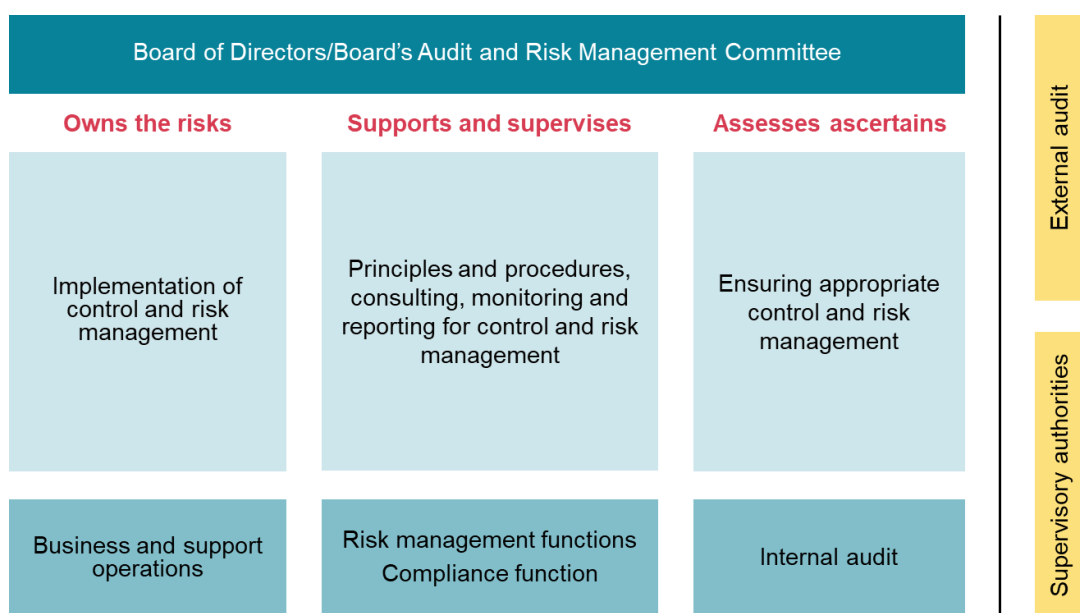 Board of Directors/Board's Audit and Risk Management Committee
Owns the risks
Supports and supervises
Assesses ascertains
Implementation of
control and risk
management
Principles and procedures,
consulting, monitoring and
reporting for control and risk
management
Ensuring appropriate
control and risk
management
Business and support
operations
Risk management functions
Compliance function
Internal audit
External audit
Supervisory authorities